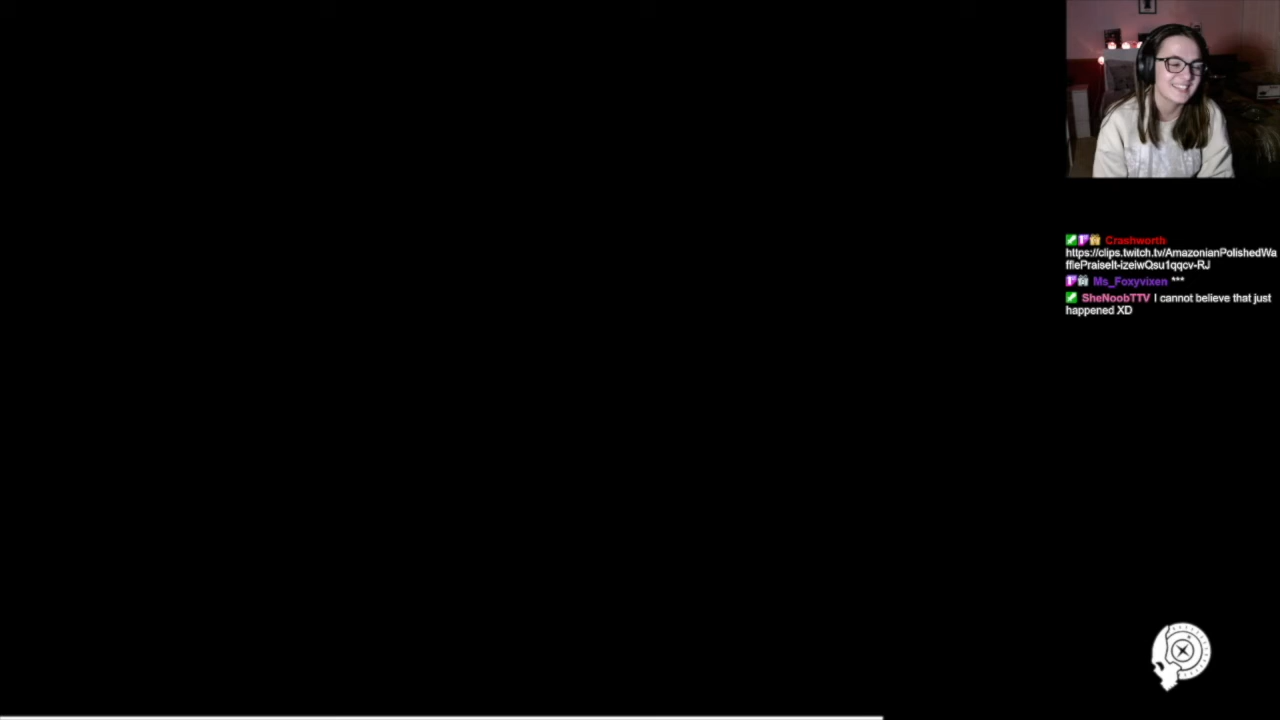 Crashworth
https://clips.twitch.tv/AmazonianPolishedWa
fflePraiseIt-izeiwQsu1qqcv-RJ
Ms_Foxyvixen ***
SheNoobTTV I cannot believe that just
happened XD